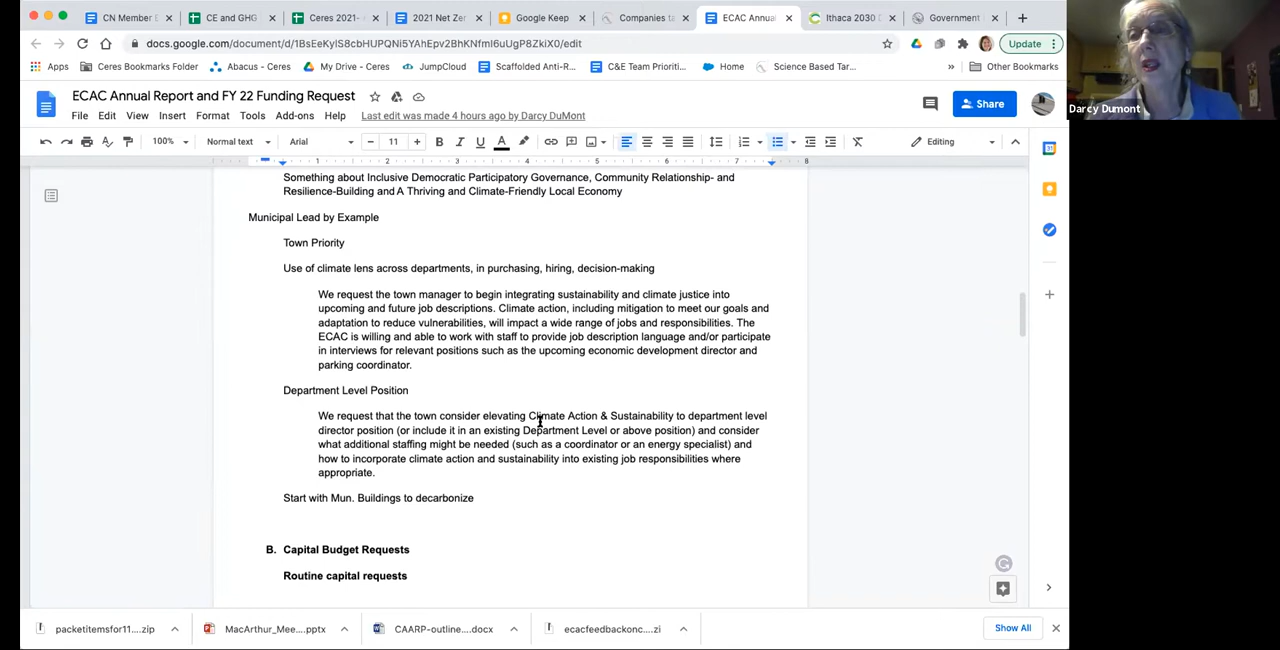 CN Member D
CE and GHG
Ceres 2021-
2021 Net Zer
Google Keep
Companies ta
ECAC Annual
Ithaca 2030 D
Government
docs.google.com/document/d/1BsEeKylS8cbHUPQNi5YAhEpv2BhKNfmI6uUgP8ZkiX0/edit
Update
Apps
Ceres Bookmarks Folder
Abacus - Ceres
My Drive - Ceres
JumpCloud
Scaffolded Anti-R...
C&E Team Prioriti...
Home
Science Based Tar...
»
Other Bookmarks
Darcy Dumont
ECAC Annual Report and FY 22 Funding Request
File Edit View Insert Format Tools Add-ons Help Last edit was made 4 hours ago by Darcy DuMont
Share
100% Normal text Arial - 11 + B I U A Editing
1 2 3 4 5 6 7 8
Something about Inclusive Democratic Participatory Governance, Community Relationship- and
Resilience-Building and A Thriving and Climate-Friendly Local Economy
Municipal Lead by Example
Town Priority
Use of climate lens across departments, in purchasing, hiring, decision-making
We request the town manager to begin integrating sustainability and climate justice into
upcoming and future job descriptions. Climate action, including mitigation to meet our goals and
adaptation to reduce vulnerabilities, will impact a wide range of jobs and responsibilities. The
ECAC is willing and able to work with staff to provide job description language and/or participate
in interviews for relevant positions such as the upcoming economic development director and
parking coordinator.
Department Level Position
We request that the town consider elevating Climate Action & Sustainability to department level
director position (or include it in an existing Department Level or above position) and consider
what additional staffing might be needed (such as a coordinator or an energy specialist) and
how to incorporate climate action and sustainability into existing job responsibilities where
appropriate.
Start with Mun. Buildings to decarbonize
B. Capital Budget Requests
Routine capital requests
packetitemsfor11....zip
MacArthur_Mee....pptx
CAARP-outline....docx
ecacfeedbackonc....zi
Show All